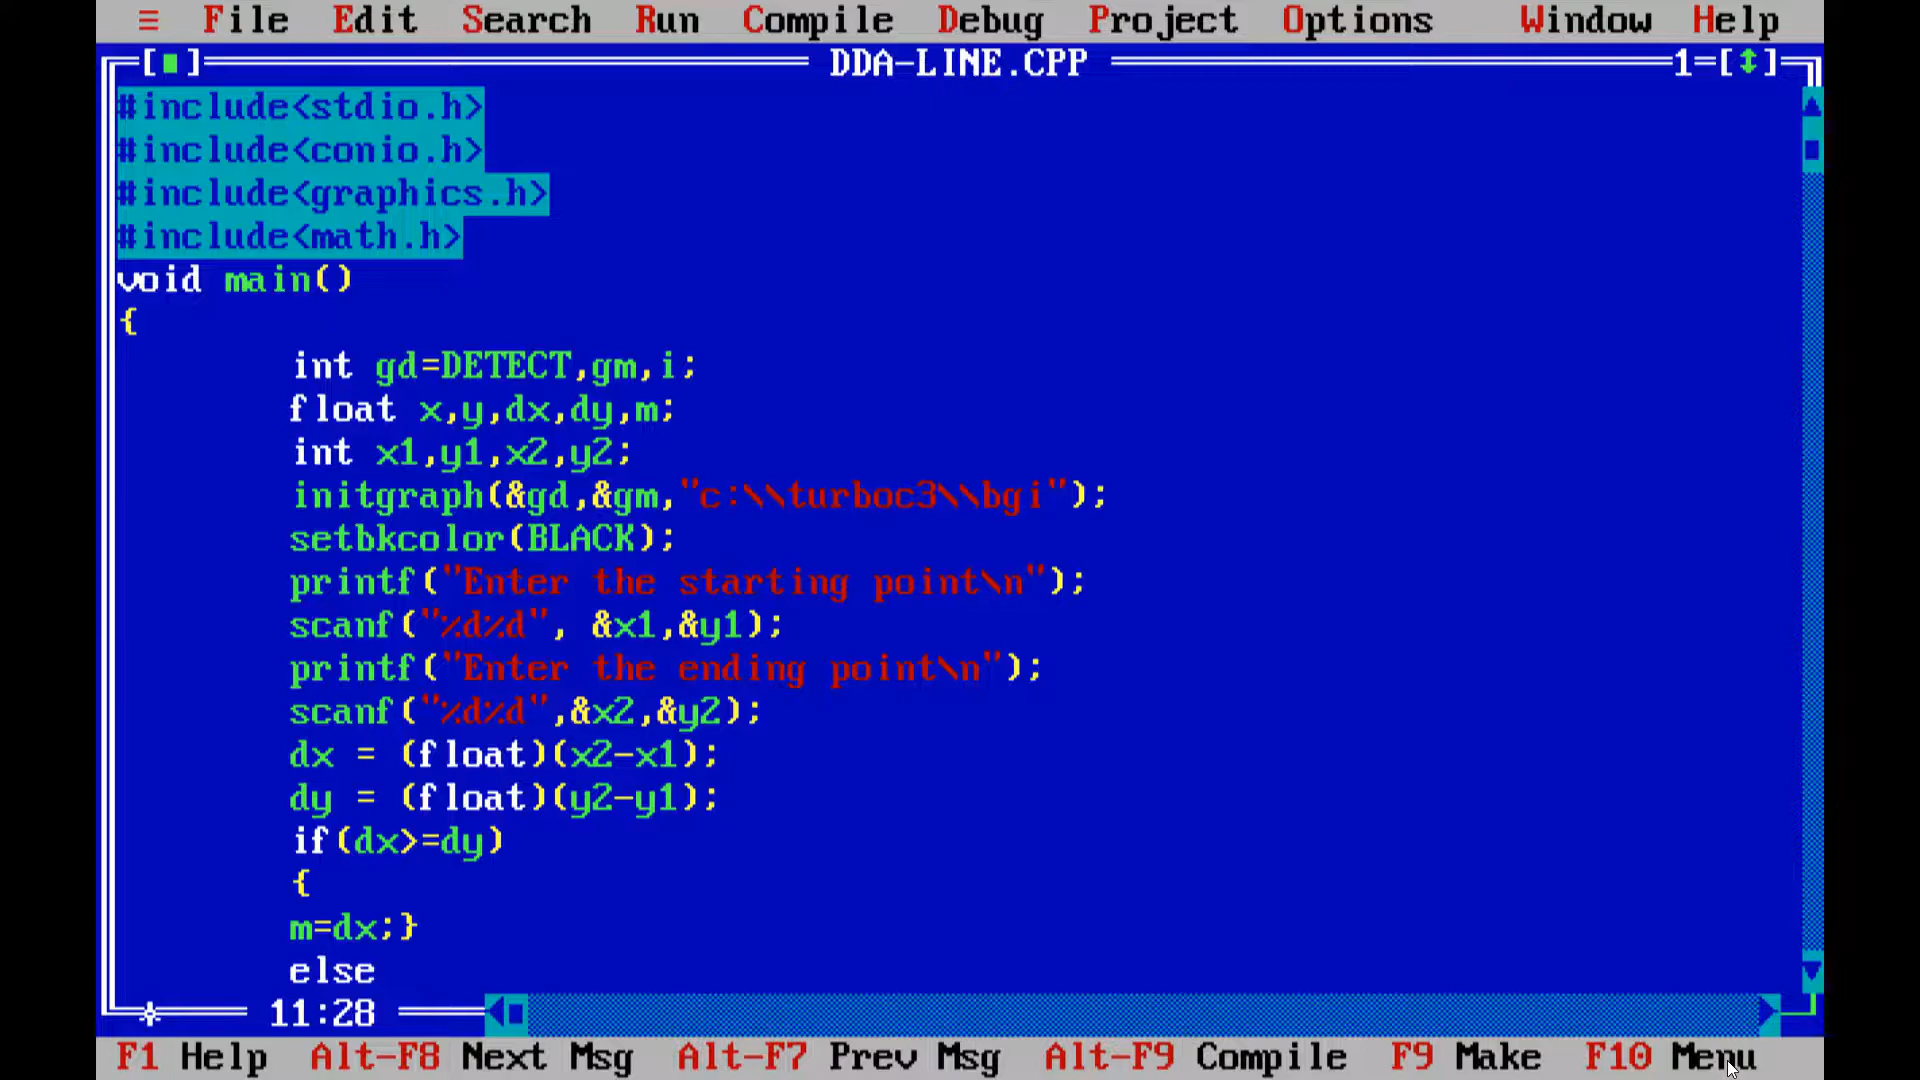 ≡ File Edit Search Run Compile Debug Project Options Window Help
[■] DDA-LINE.CPP 1=[↕]
#include<stdio.h>
#include<conio.h>
#include<graphics.h>
#include<math.h>
void main()
{
int gd=DETECT,gm,i;
float x,y,dx,dy,m;
int x1,y1,x2,y2;
initgraph(&gd,&gm,"c:\\turboc3\\bgi");
setbkcolor(BLACK);
printf("Enter the starting point\n");
scanf("%d%d", &x1,&y1);
printf("Enter the ending point\n");
scanf("%d%d",&x2,&y2);
dx = (float)(x2-x1);
dy = (float)(y2-y1);
if(dx>=dy)
{
m=dx;}
else
11:28
F1 Help Alt-F8 Next Msg Alt-F7 Prev Msg Alt-F9 Compile F9 Make F10 Menu